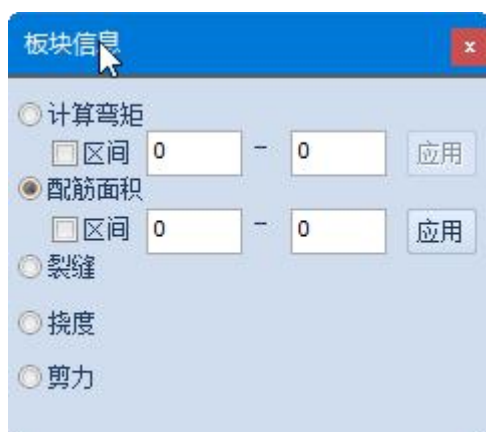 板块信息 x
计算弯矩
区间 0 - 0 应用
配筋面积
区间 0 - 0 应用
裂缝
挠度
剪力